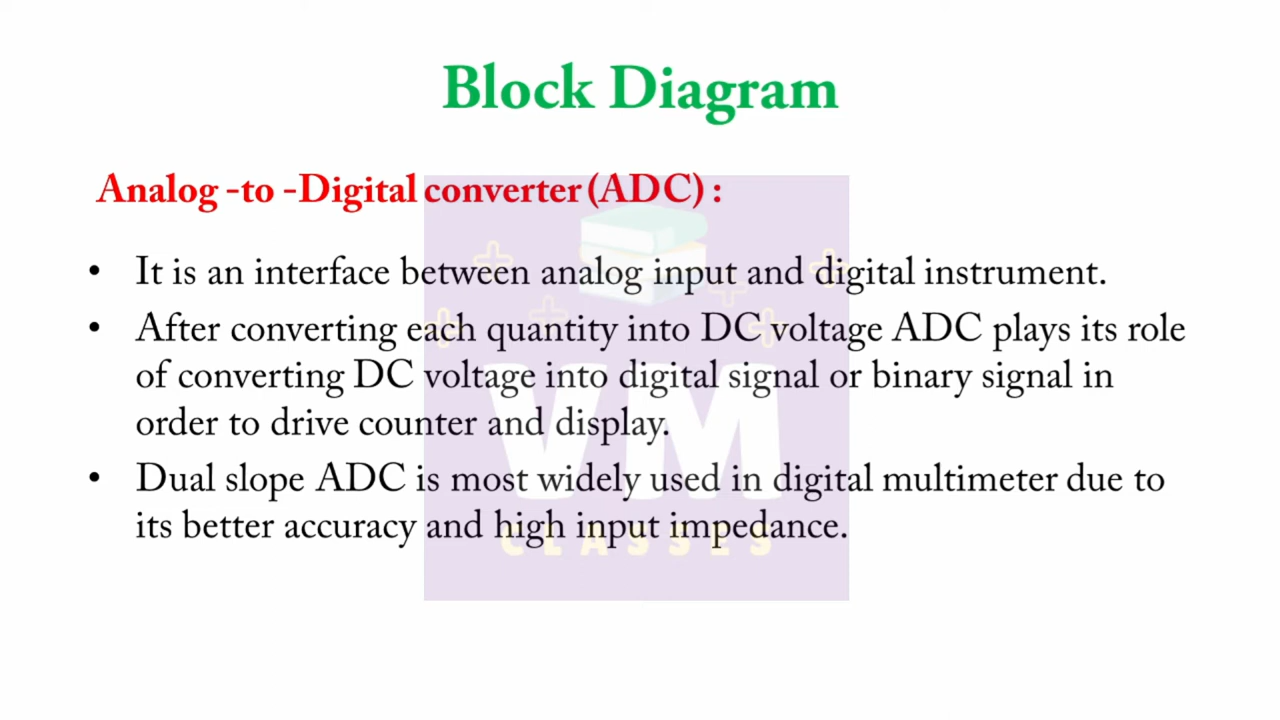 Block Diagram
Analog -to -Digital converter (ADC) :
• It is an interface between analog input and digital instrument.
• After converting each quantity into DC voltage ADC plays its role
of converting DC voltage into digital signal or binary signal in
order to drive counter and display.
• Dual slope ADC is most widely used in digital multimeter due to
its better accuracy and high input impedance.
VM
CLASSES